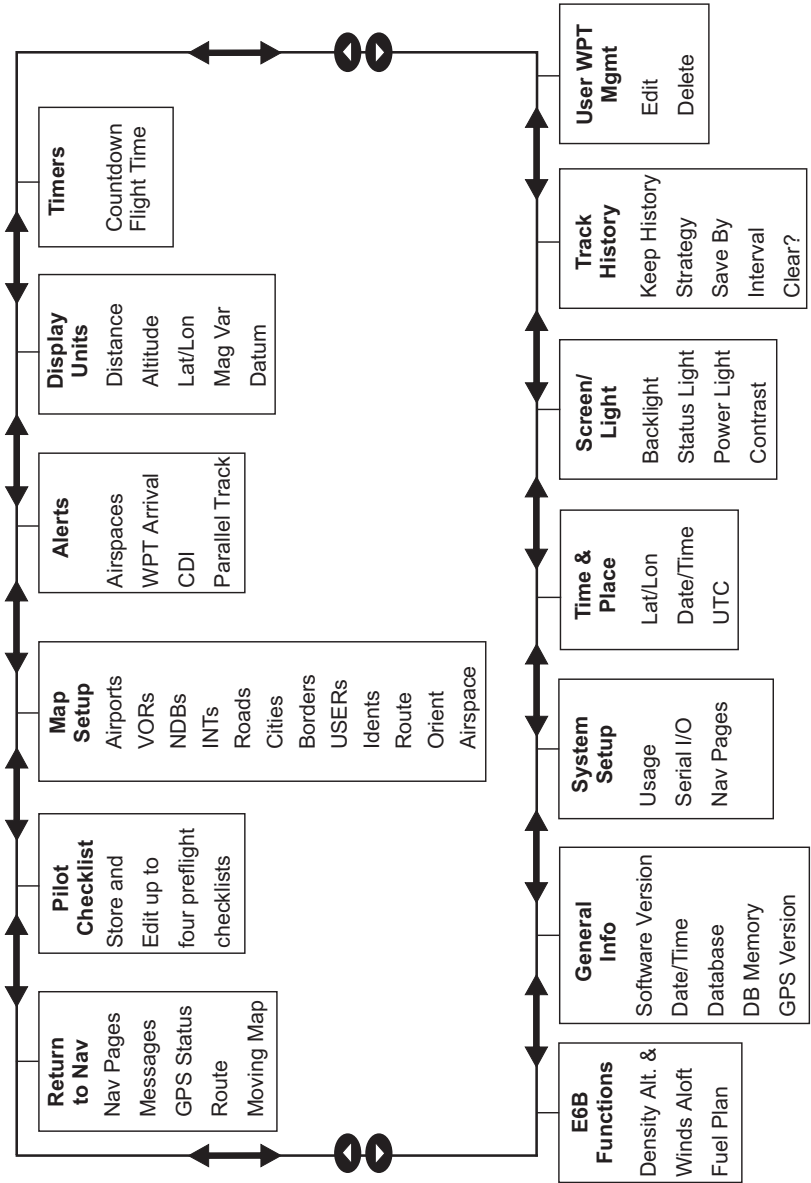 Return
to Nav
Nav Pages
Messages
GPS Status
Route
Moving Map
Pilot
Checklist
Store and
Edit up to
four preflight
checklists
Map
Setup
Airports
VORs
NDBs
INTs
Roads
Cities
Borders
USERs
Idents
Route
Orient
Airspace
Alerts
Airspaces
WPT Arrival
CDI
Parallel Track
Display
Units
Distance
Altitude
Lat/Lon
Mag Var
Datum
Timers
Countdown
Flight Time
E6B
Functions
Density Alt. &
Winds Aloft
Fuel Plan
General
Info
Software Version
Date/Time
Database
DB Memory
GPS Version
System
Setup
Usage
Serial I/O
Nav Pages
Time &
Place
Lat/Lon
Date/Time
UTC
Screen/
Light
Backlight
Status Light
Power Light
Contrast
Track
History
Keep History
Strategy
Save By
Interval
Clear?
User WPT
Mgmt
Edit
Delete